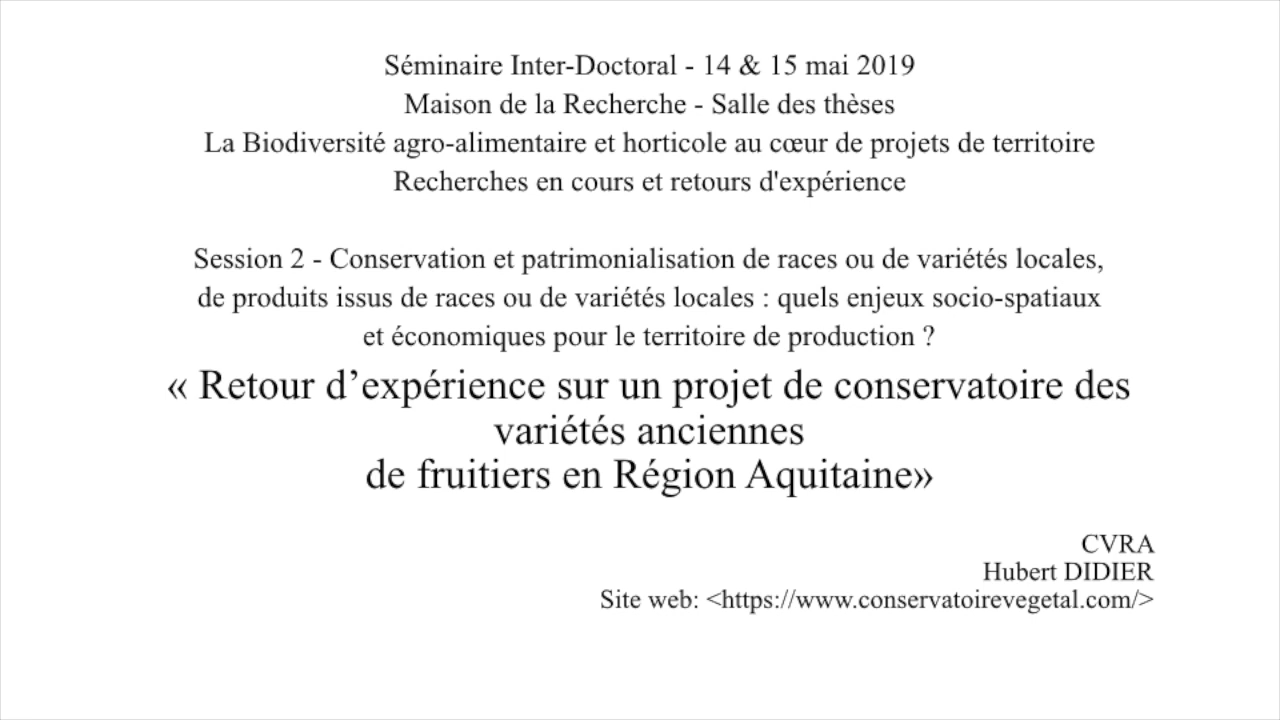 Séminaire Inter-Doctoral - 14 & 15 mai 2019
Maison de la Recherche - Salle des thèses
La Biodiversité agro-alimentaire et horticole au cœur de projets de territoire
Recherches en cours et retours d'expérience
Session 2 - Conservation et patrimonialisation de races ou de variétés locales,
de produits issus de races ou de variétés locales : quels enjeux socio-spatiaux
et économiques pour le territoire de production ?
« Retour d’expérience sur un projet de conservatoire des
variétés anciennes
de fruitiers en Région Aquitaine»
CVRA
Hubert DIDIER
Site web: <https://www.conservatoirevegetal.com/>